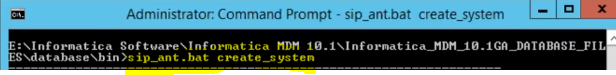 Administrator: Command Prompt - sip_ant.bat create_system
E:\Informatica Software\Informatica MDM 10.1\Informatica_MDM_10.1GA_DATABASE_FIL
ES\database\bin>sip_ant.bat create_system